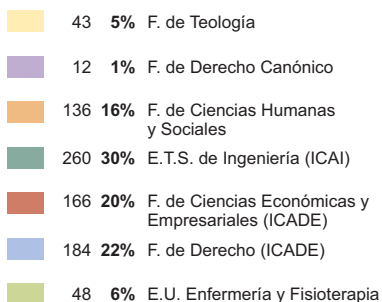 43 5% F. de Teología
12 1% F. de Derecho Canónico
136 16% F. de Ciencias Humanas
y Sociales
260 30% E.T.S. de Ingeniería (ICAI)
166 20% F. de Ciencias Económicas y
Empresariales (ICADE)
184 22% F. de Derecho (ICADE)
48 6% E.U. Enfermería y Fisioterapia